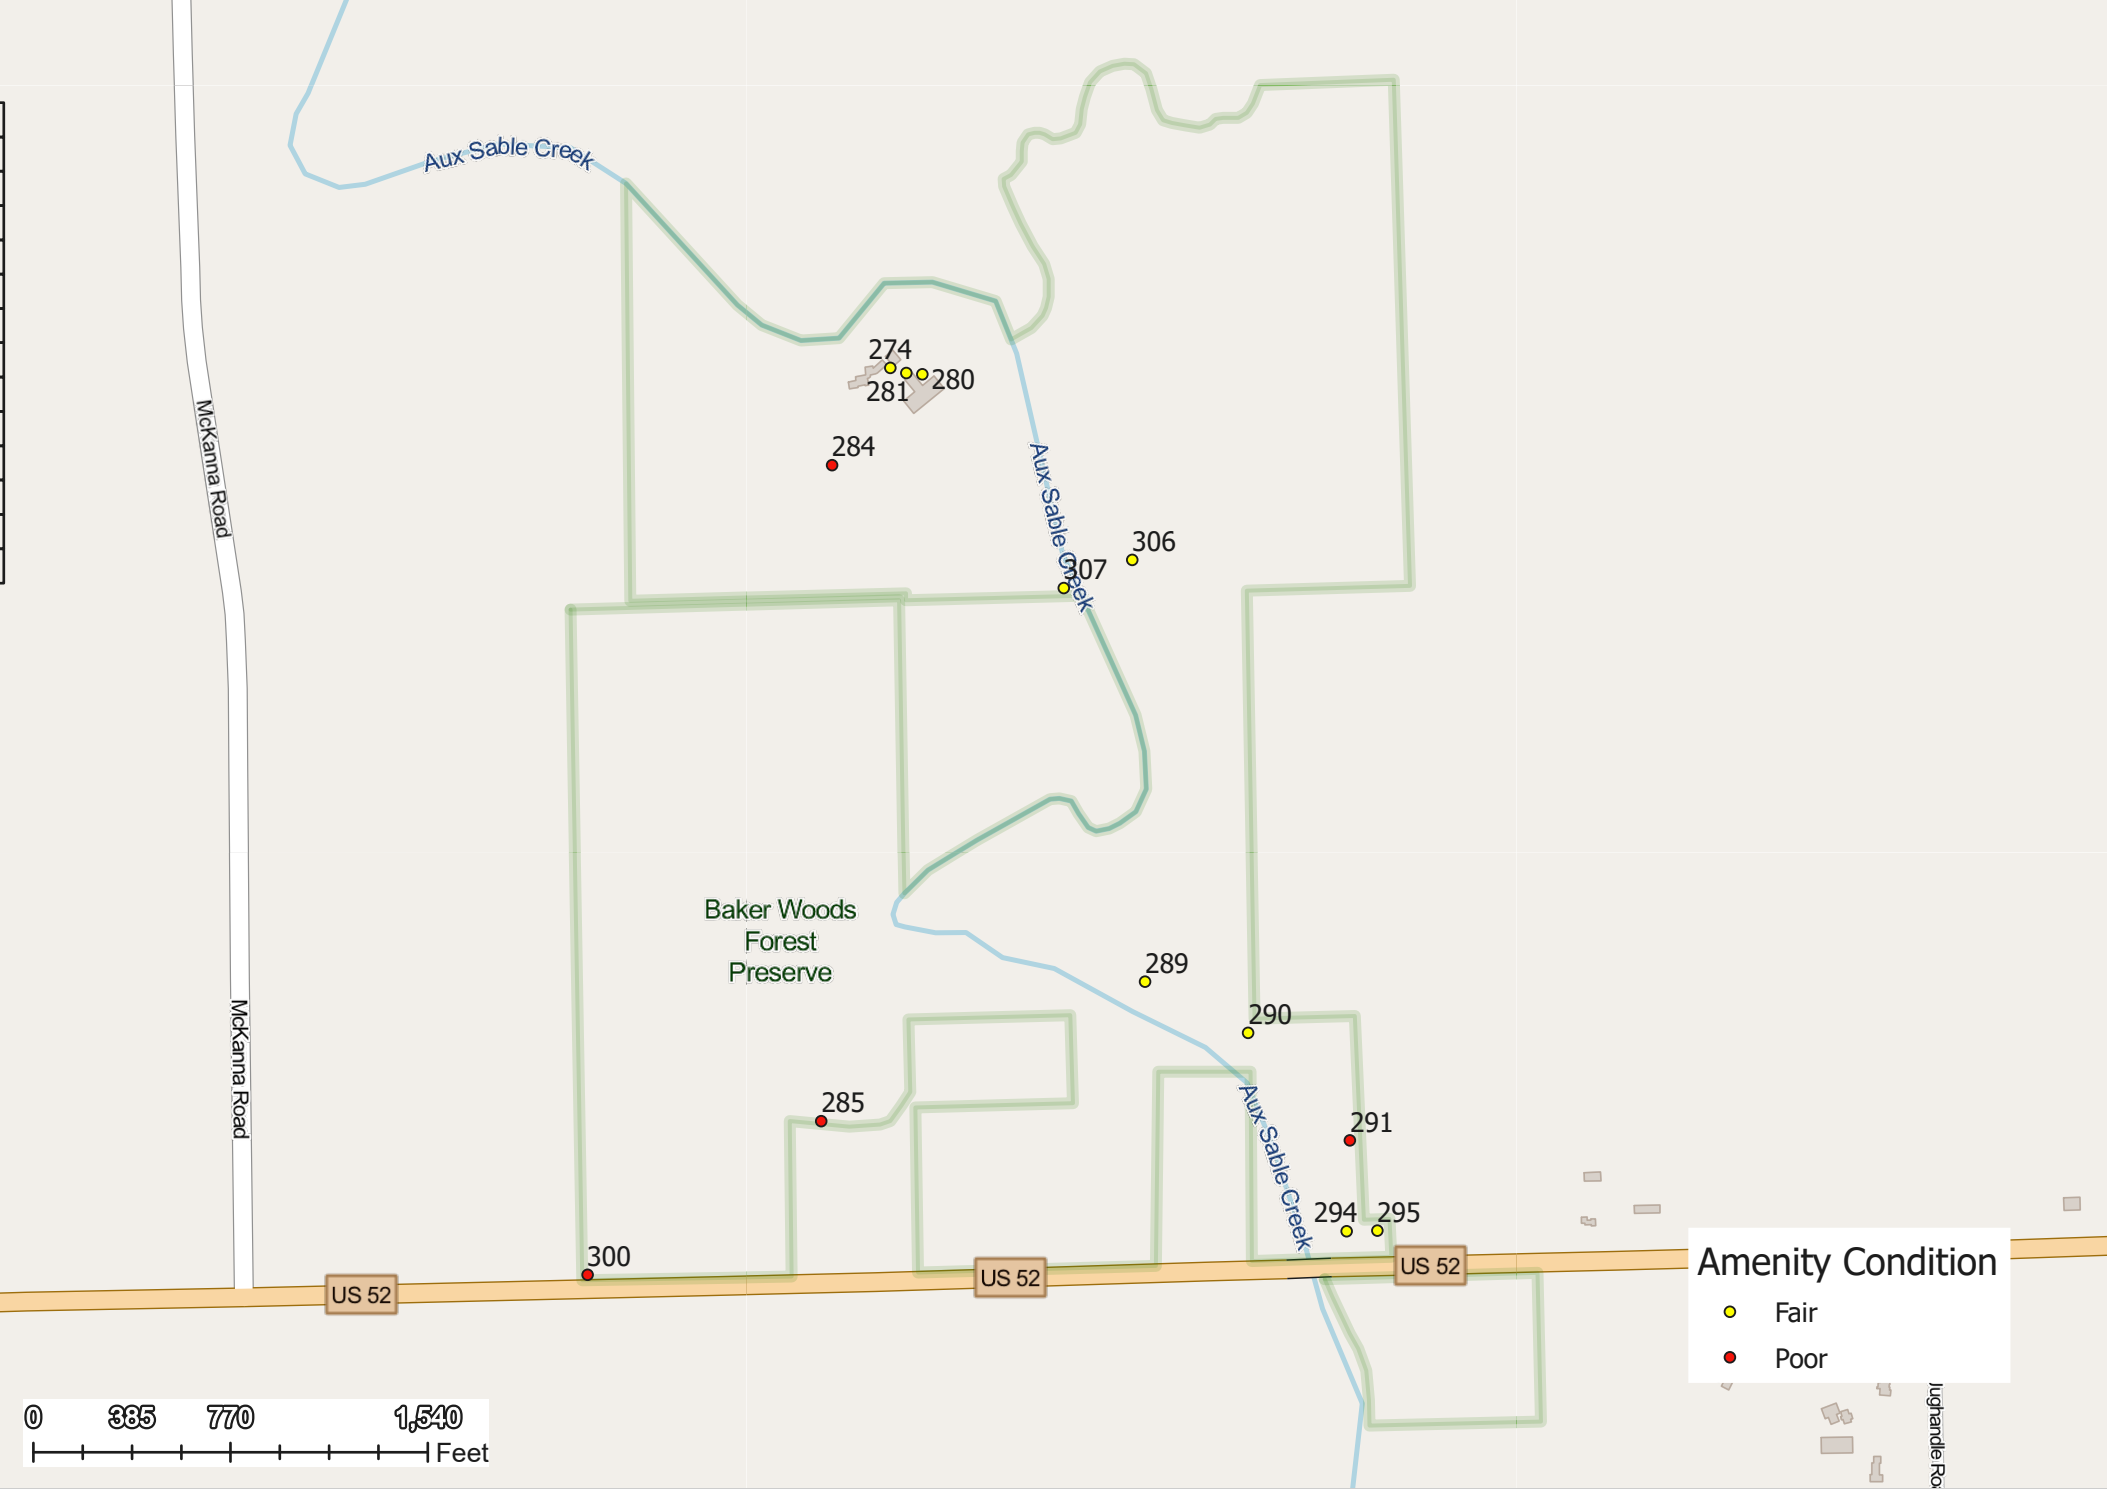 Aux Sable Creek
274
281
280
284
McKanna Road
Aux Sable Creek
306
307
Baker Woods
Forest
Preserve
289
290
McKanna Road
285
291
Aux Sable Creek
294
295
300
US 52
US 52
US 52
Amenity Condition
Fair
Poor
0 385 770 1,540
Feet
Jughandle Ro